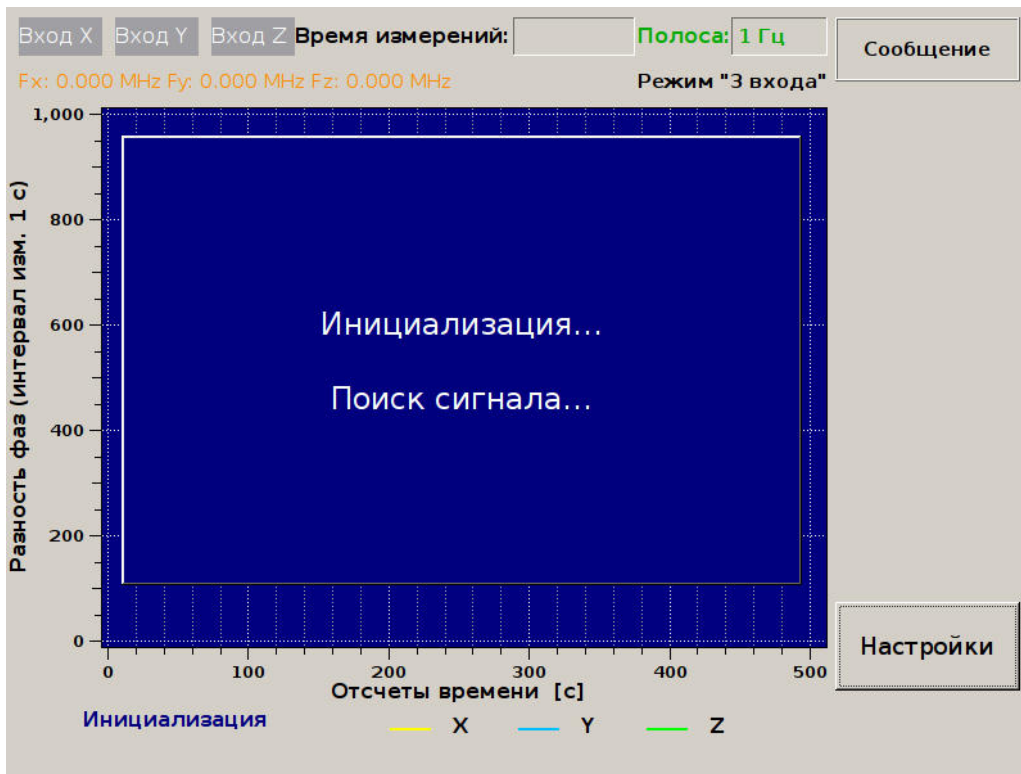 Вход X Вход Y Вход Z Время измерений: Полоса: 1 Гц
Сообщение
Fx: 0.000 MHz Fy: 0.000 MHz Fz: 0.000 MHz Режим "3 входа"
Разность фаз (интервал изм. 1 с)
1,000
800
600
400
200
0
Инициализация...
Поиск сигнала...
Настройки
0 100 200 300 400 500
Отсчеты времени [с]
Инициализация X Y Z